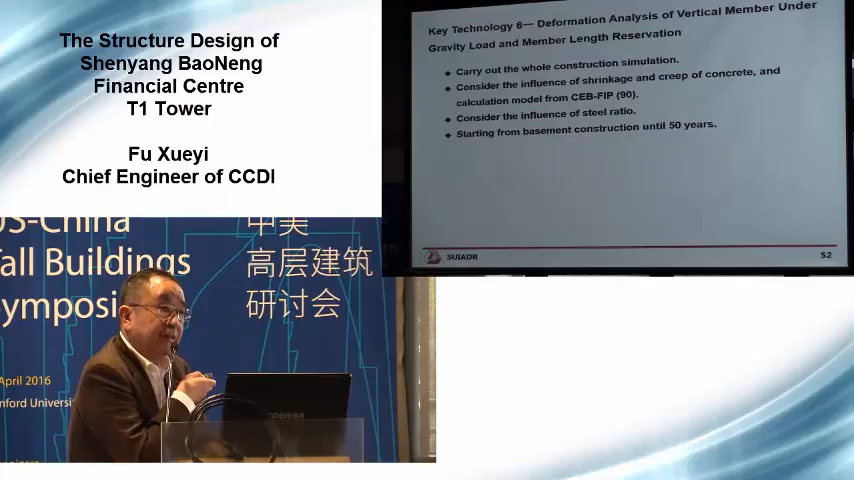 The Structure Design of
Shenyang BaoNeng
Financial Centre
T1 Tower
Fu Xueyi
Chief Engineer of CCDI
Key Technology 6— Deformation Analysis of Vertical Member Under
Gravity Load and Member Length Reservation
Carry out the whole construction simulation.
Consider the influence of shrinkage and creep of concrete, and
calculation model from CEB-FIP (90).
Consider the influence of steel ratio.
Starting from basement construction until 50 years.
SUIADR
52
US-China
Tall Buildings
ymposi
中美
高层建筑
研讨会
April 2016
nford Universi
TOSHIBA